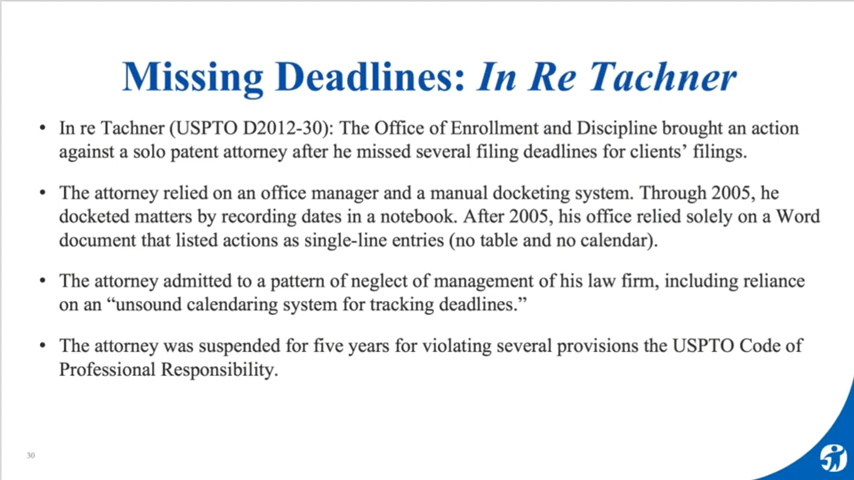 Missing Deadlines: In Re Tachner
• In re Tachner (USPTO D2012-30): The Office of Enrollment and Discipline brought an action
against a solo patent attorney after he missed several filing deadlines for clients’ filings.
• The attorney relied on an office manager and a manual docketing system. Through 2005, he
docketed matters by recording dates in a notebook. After 2005, his office relied solely on a Word
document that listed actions as single-line entries (no table and no calendar).
• The attorney admitted to a pattern of neglect of management of his law firm, including reliance
on an “unsound calendaring system for tracking deadlines.”
• The attorney was suspended for five years for violating several provisions the USPTO Code of
Professional Responsibility.
30